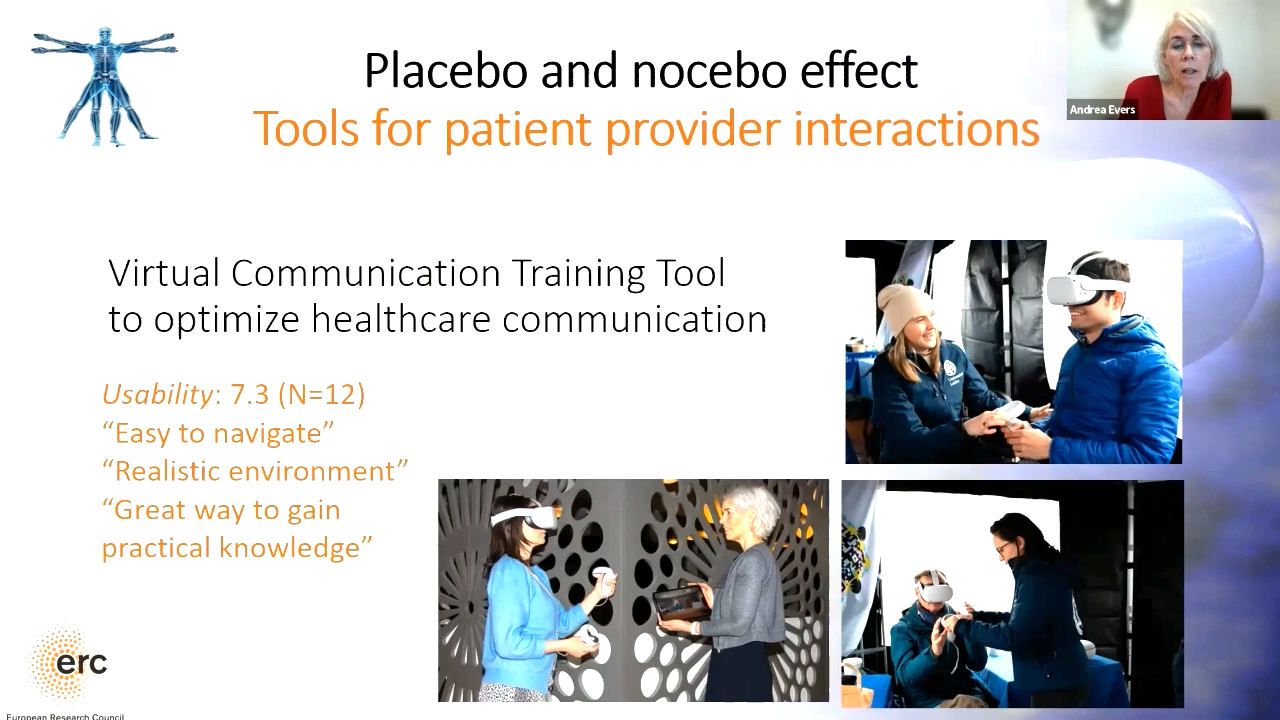 Placebo and nocebo effect
Tools for patient provider interactions
Andrea Evers
Virtual Communication Training Tool
to optimize healthcare communication
Usability: 7.3 (N=12)
“Easy to navigate”
“Realistic environment”
“Great way to gain
practical knowledge”
erc
European Research Council